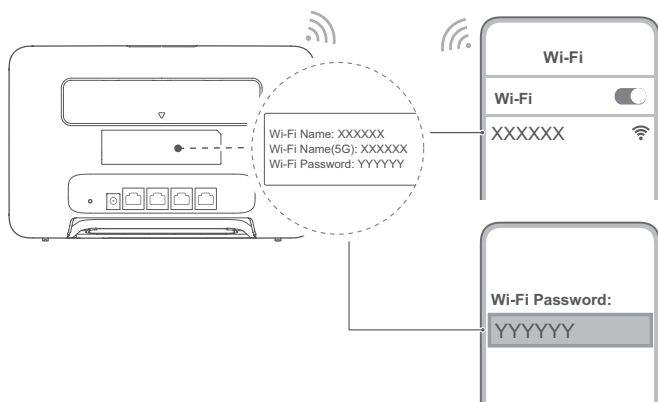 Wi-Fi Name: XXXXXX
Wi-Fi Name(5G): XXXXXX
Wi-Fi Password: YYYYYY
Wi-Fi
Wi-Fi
XXXXXX
Wi-Fi Password:
YYYYYY